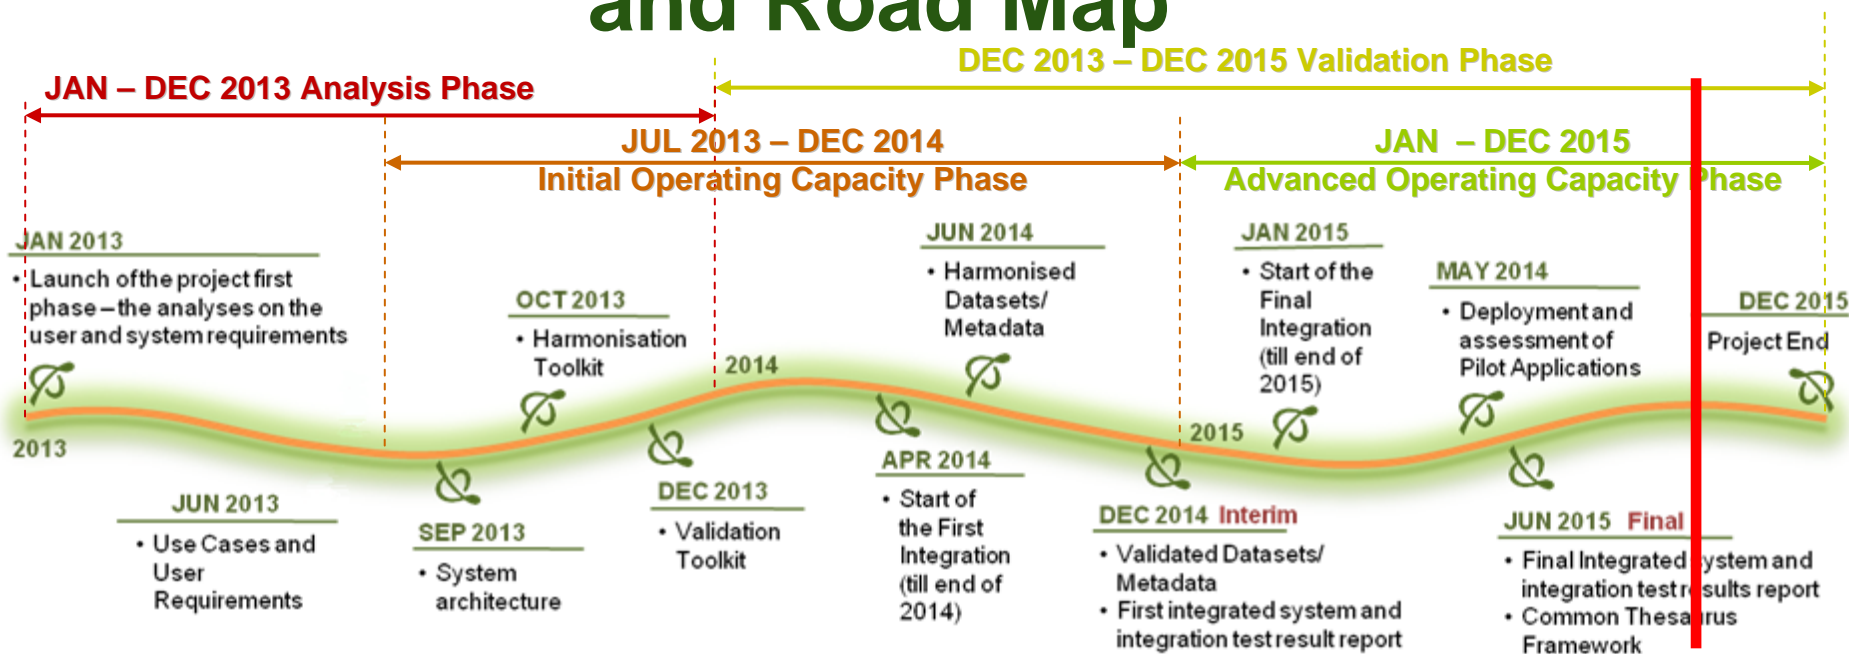 and Road Map
DEC 2013 – DEC 2015 Validation Phase
JAN – DEC 2013 Analysis Phase
JUL 2013 – DEC 2014
Initial Operating Capacity Phase
JAN – DEC 2015
Advanced Operating Capacity Phase
JAN 2013
• Launch of the project first
phase – the analyses on the
user and system requirements
OCT 2013
• Harmonisation
Toolkit
JUN 2014
• Harmonised
Datasets/
Metadata
JAN 2015
• Start of the
Final
Integration
(till end of
2015)
MAY 2014
• Deployment and
assessment of
Pilot Applications
DEC 2015
Project End
2013
2014
2015
JUN 2013
• Use Cases and
User
Requirements
SEP 2013
• System
architecture
DEC 2013
• Validation
Toolkit
APR 2014
• Start of
the First
Integration
(till end of
2014)
DEC 2014 Interim
• Validated Datasets/
Metadata
• First integrated system and
integration test result report
JUN 2015 Final
• Final Integrated system and
integration test results report
• Common Thesaurus
Framework